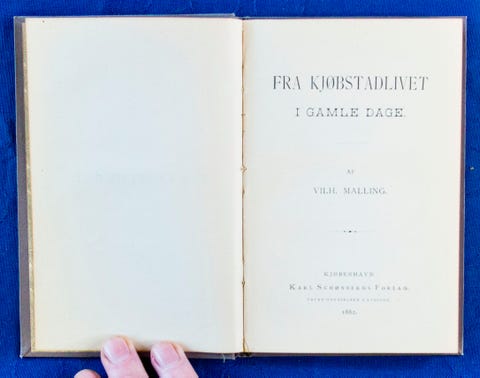 FRA KJØBSTADLIVET
I GAMLE DAGE.
AF
VILH. MALLING.
KJØBENHAVN.
KARL SCHØNBERGS FORLAG.
1882.